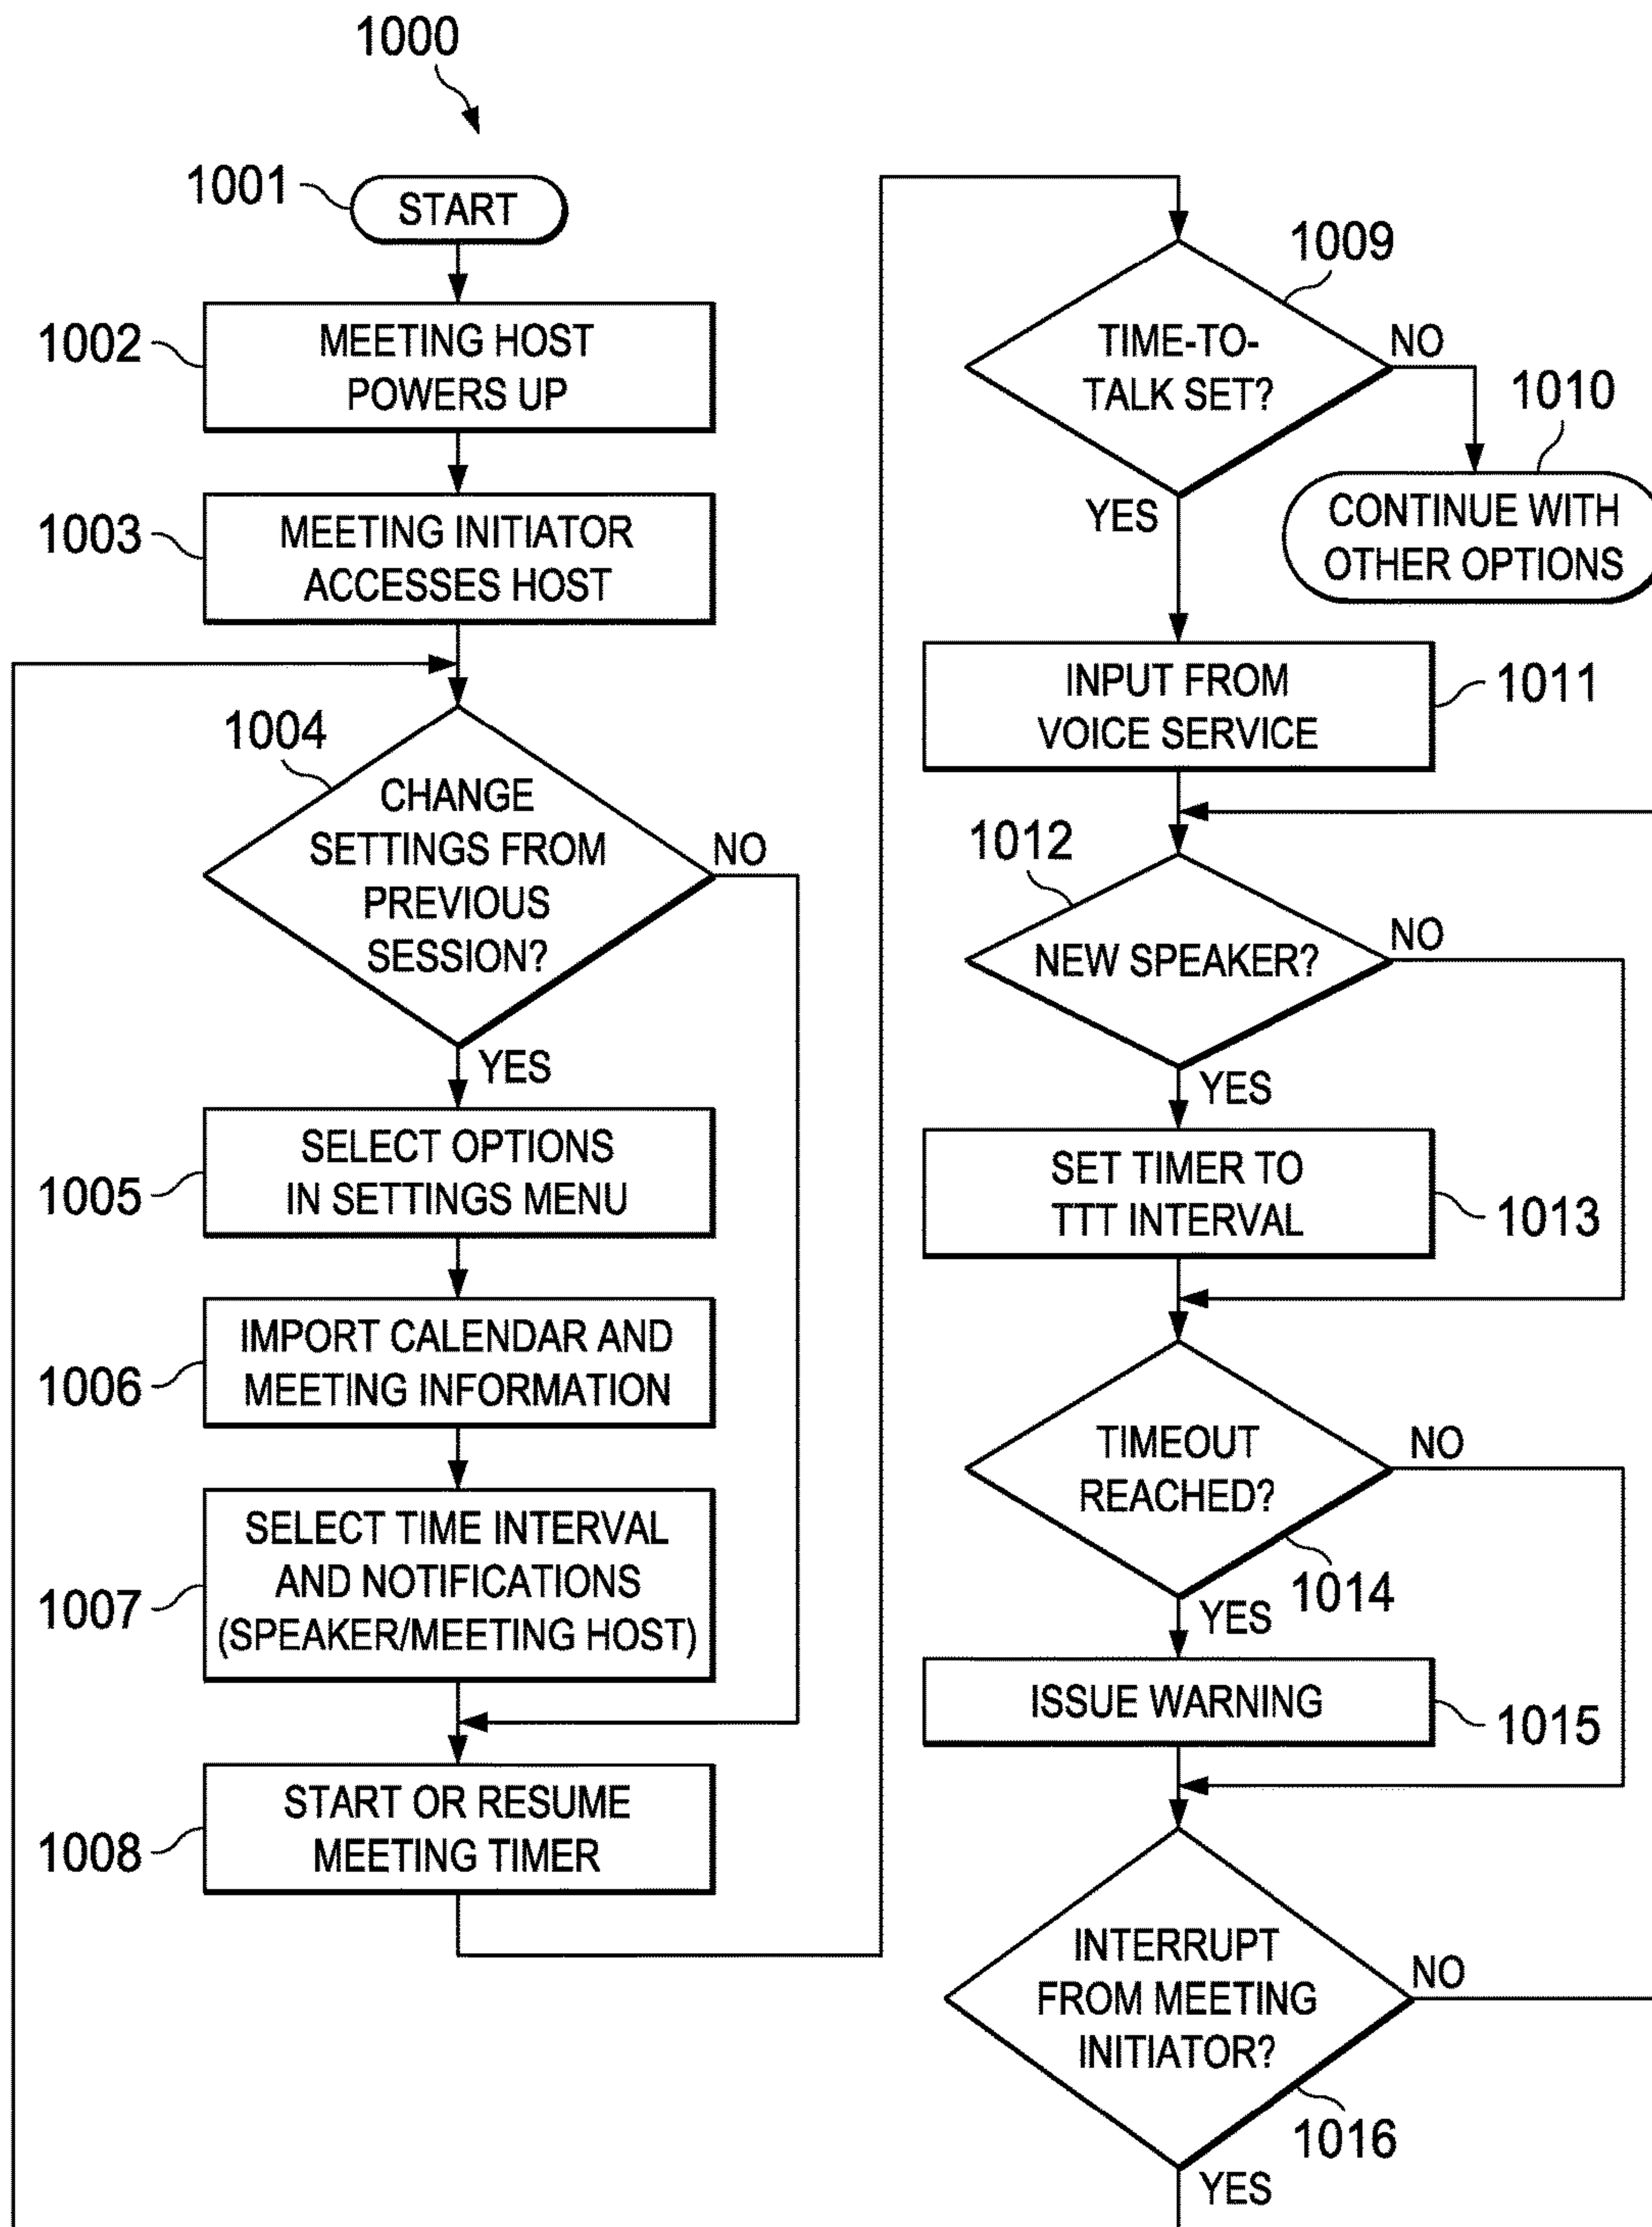 1000
1001
START
1002
MEETING HOST
POWERS UP
1003
MEETING INITIATOR
ACCESSES HOST
1004
CHANGE
SETTINGS FROM
PREVIOUS
SESSION?
NO
YES
1005
SELECT OPTIONS
IN SETTINGS MENU
1006
IMPORT CALENDAR AND
MEETING INFORMATION
1007
SELECT TIME INTERVAL
AND NOTIFICATIONS
(SPEAKER/MEETING HOST)
1008
START OR RESUME
MEETING TIMER
1009
TIME-TO-
TALK SET?
NO
YES
1010
CONTINUE WITH
OTHER OPTIONS
INPUT FROM
VOICE SERVICE
1011
1012
NEW SPEAKER?
NO
YES
SET TIMER TO
TTT INTERVAL
1013
TIMEOUT
REACHED?
NO
1014
YES
ISSUE WARNING
1015
INTERRUPT
FROM MEETING
INITIATOR?
NO
1016
YES